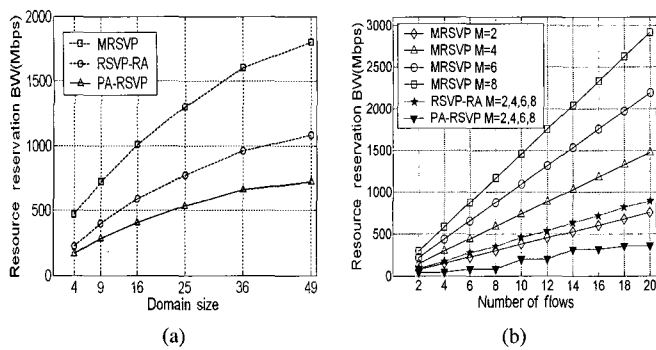 Resource reservation BW(Mbps)
2000
1500
1000
500
0
MRSVP
RSVP-RA
PA-RSVP
4 9 16 25 36 49
Domain size
(a)
Resource reservation BW(Mbps)
3000
2500
2000
1500
1000
500
0
MRSVP M=2
MRSVP M=4
MRSVP M=6
MRSVP M=8
RSVP-RA M=2,4,6,8
PA-RSVP M=2,4,6,8
2 4 6 8 10 12 14 16 18 20
Number of flows
(b)